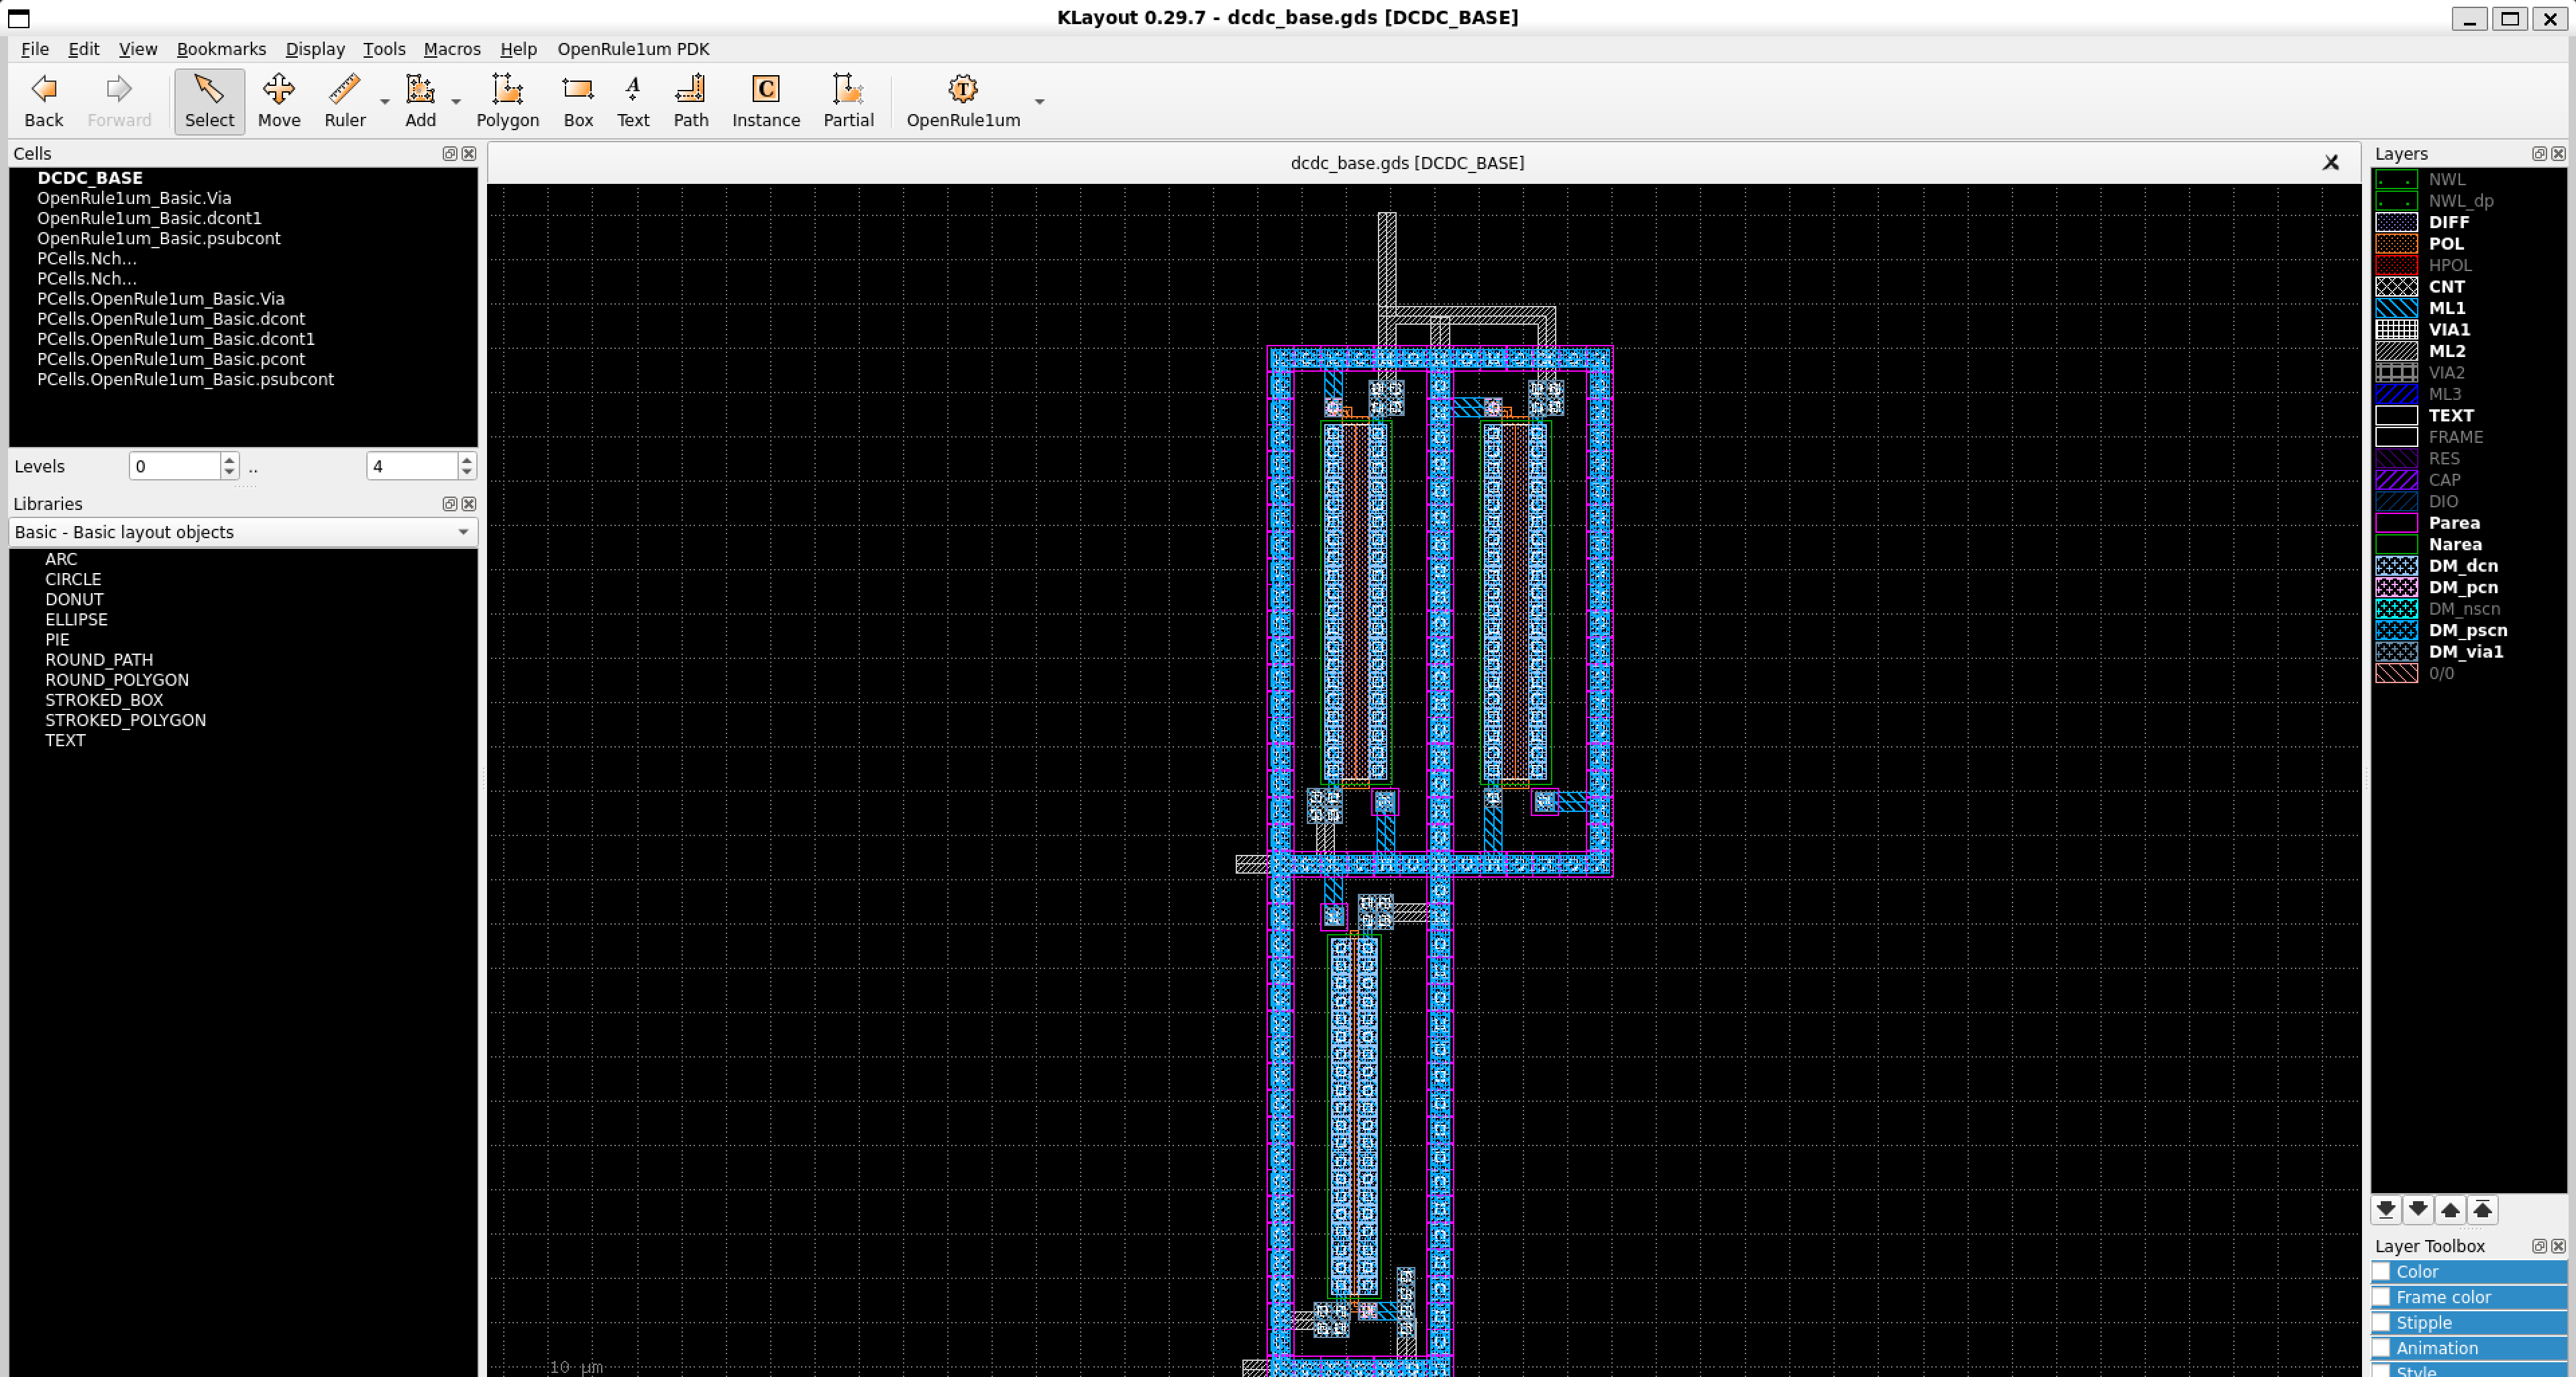 KLayout 0.29.7 - dcdc_base.gds [DCDC_BASE]
File Edit View Bookmarks Display Tools Macros Help OpenRule1um PDK
Back Forward Select Move Ruler Add Polygon Box Text Path Instance Partial OpenRule1um
Cells
DCDC_BASE
OpenRule1um_Basic.Via
OpenRule1um_Basic.dcont1
OpenRule1um_Basic.psubcont
PCells.Nch...
PCells.Nch...
PCells.OpenRule1um_Basic.Via
PCells.OpenRule1um_Basic.dcont
PCells.OpenRule1um_Basic.dcont1
PCells.OpenRule1um_Basic.pcont
PCells.OpenRule1um_Basic.psubcont
Levels 0 .. 4
Libraries
Basic - Basic layout objects
ARC
CIRCLE
DONUT
ELLIPSE
PIE
ROUND_PATH
ROUND_POLYGON
STROKED_BOX
STROKED_POLYGON
TEXT
dcdc_base.gds [DCDC_BASE]
10 µm
Layers
NWL
NWL_dp
DIFF
POL
HPOL
CNT
ML1
VIA1
ML2
VIA2
ML3
TEXT
FRAME
RES
CAP
DIO
Parea
Narea
DM_dcn
DM_pcn
DM_nscn
DM_pscn
DM_via1
0/0
Layer Toolbox
Color
Frame color
Stipple
Animation
Style